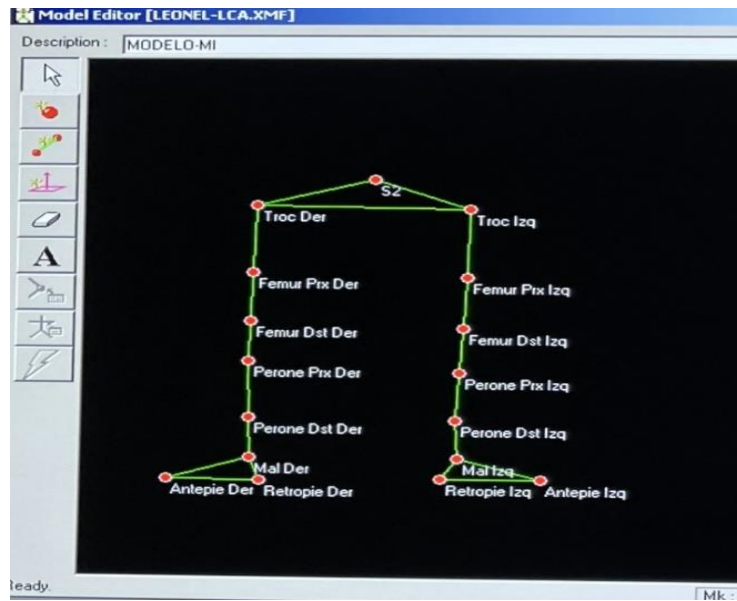 Model Editor [LEONEL-LCA.XMF]
Description : MODELO-MI
S2
Troc Der Troc Izq
Femur Prx Der Femur Prx Izq
Femur Dst Der Femur Dst Izq
Perone Prx Der Perone Prx Izq
Perone Dst Der Perone Dst Izq
Mal Der Mal Izq
Antepie Der Retropie Der Retropie Izq Antepie Izq
A
Ready.
Mk :